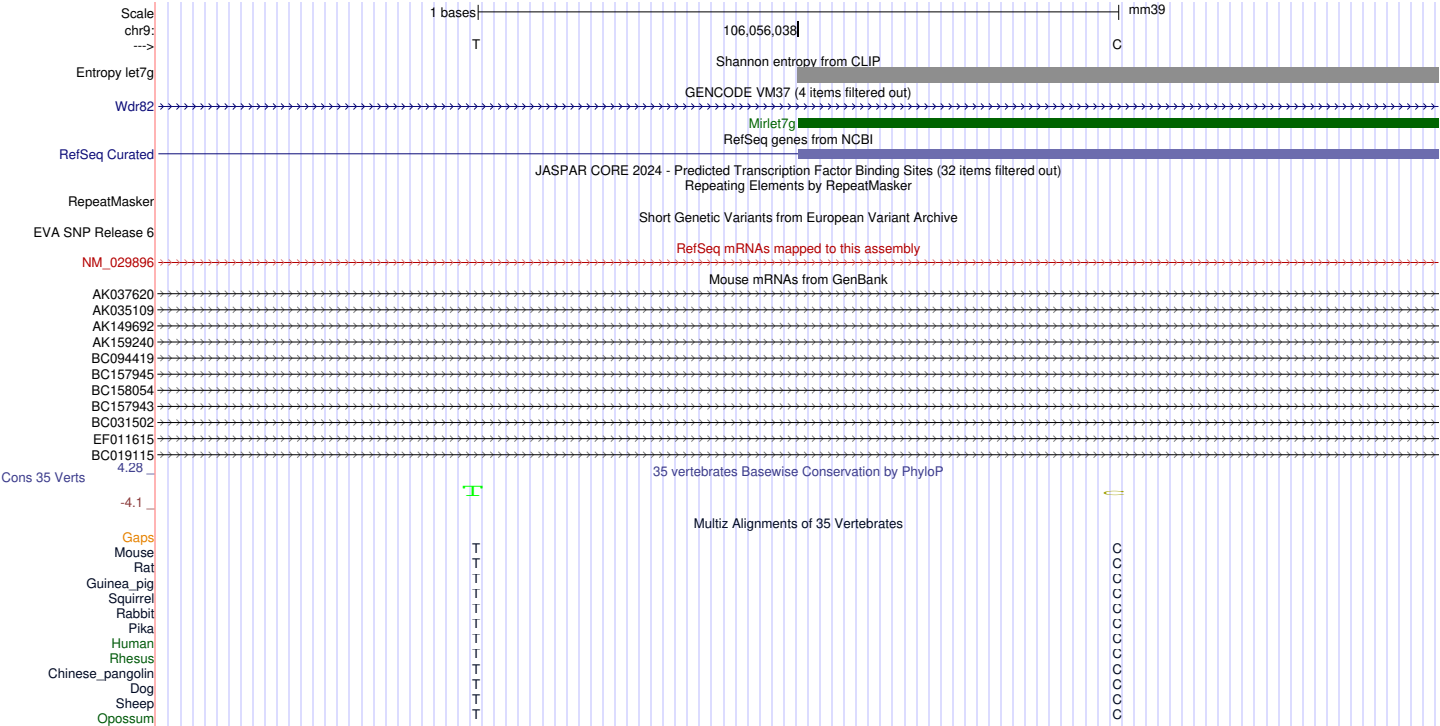 Scale 1 bases mm39
chr9: 106,056,038
---> T C
Shannon entropy from CLIP
Entropy let7g
GENCODE VM37 (4 items filtered out)
Wdr82
Mirlet7g
RefSeq genes from NCBI
RefSeq Curated
JASPAR CORE 2024 - Predicted Transcription Factor Binding Sites (32 items filtered out)
Repeating Elements by RepeatMasker
RepeatMasker
Short Genetic Variants from European Variant Archive
EVA SNP Release 6
RefSeq mRNAs mapped to this assembly
NM_029896
Mouse mRNAs from GenBank
AK037620
AK035109
AK149692
AK159240
BC094419
BC157945
BC158054
BC157943
BC031502
EF011615
BC019115
4.28 _
35 vertebrates Basewise Conservation by PhyloP
Cons 35 Verts
T C
-4.1 _
Multiz Alignments of 35 Vertebrates
Gaps
Mouse T C
Rat T C
Guinea_pig T C
Squirrel T C
Rabbit T C
Pika T C
Human T C
Rhesus T C
Chinese_pangolin T C
Dog T C
Sheep T C
Opossum T C